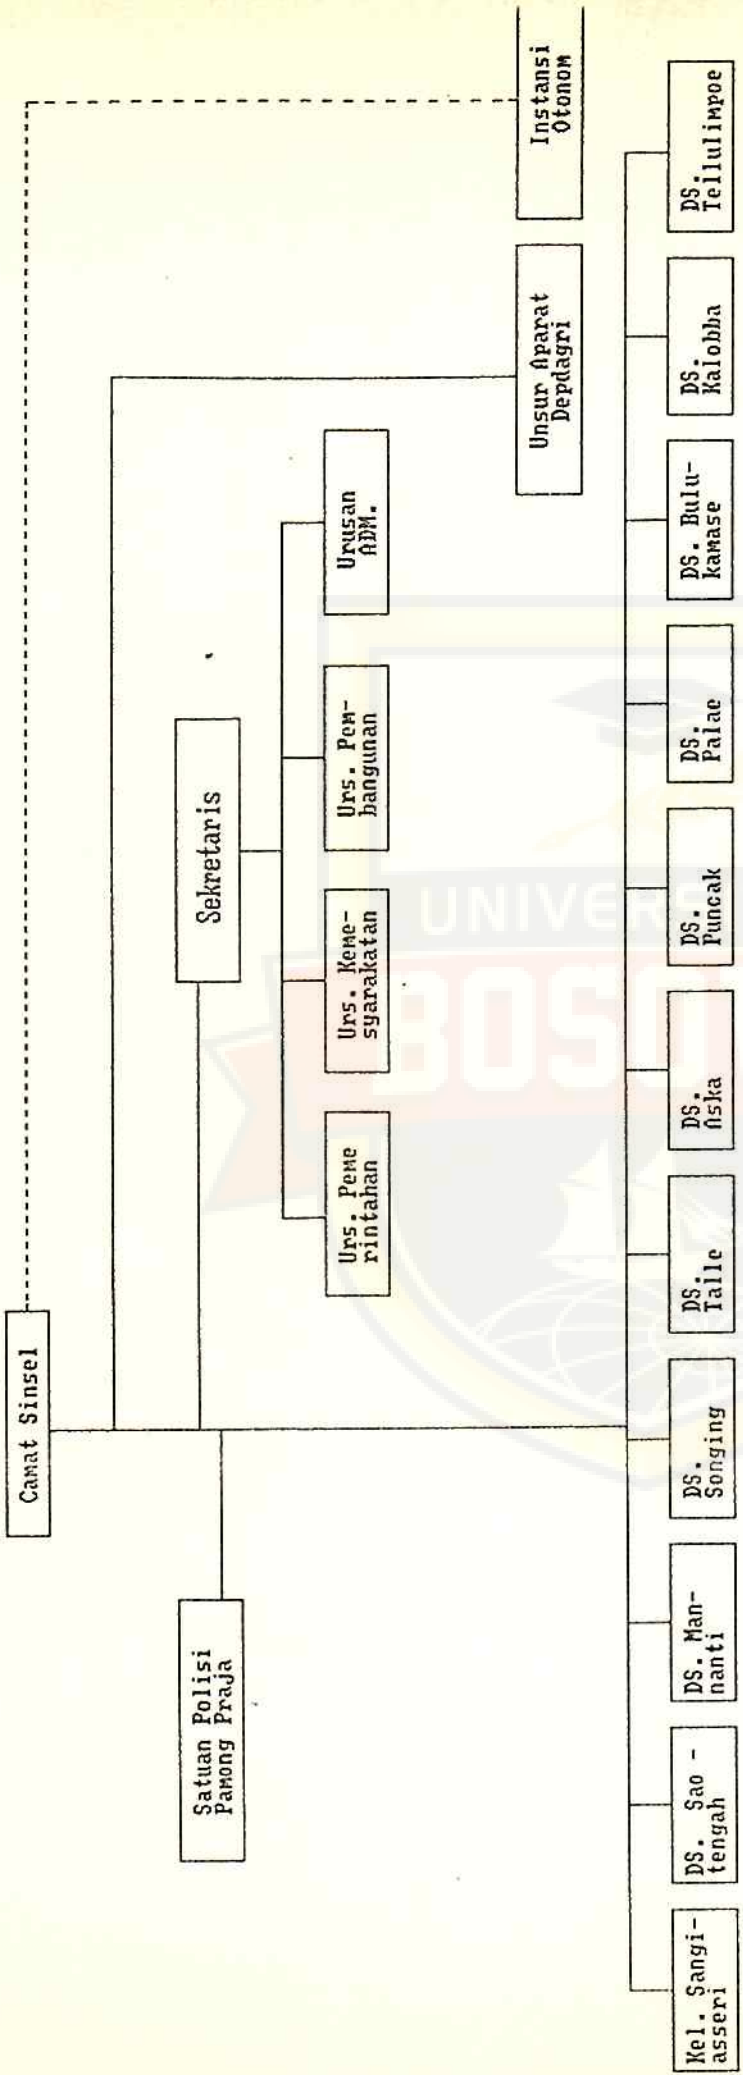 Camat Sinsel
Satuan Polisi
Pamong Praja
Sekretaris
Urs. Peme
rintahan
Urs. Keme-
syarakatan
Urs. Pem-
bangunan
Urusan
ADM.
Unsur Aparat
Depdagri
Instansi
Otonom
Kel. Sangi-
asseri
DS. Sao -
tengah
DS. Man-
nanti
DS.
Songing
DS.
Talle
DS.
Aska
DS.
Puncak
DS.
Palae
DS. Bulu-
kamase
DS.
Kalobba
DS.
Tellulimpoe
UNIVERS
BOSO